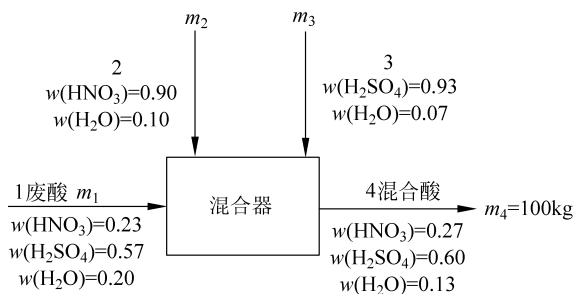 m₂
m₃
2
w(HNO₃)=0.90
w(H₂O)=0.10
3
w(H₂SO₄)=0.93
w(H₂O)=0.07
1废酸 m₁
w(HNO₃)=0.23
w(H₂SO₄)=0.57
w(H₂O)=0.20
混合器
4混合酸
w(HNO₃)=0.27
w(H₂SO₄)=0.60
w(H₂O)=0.13
m₄=100kg